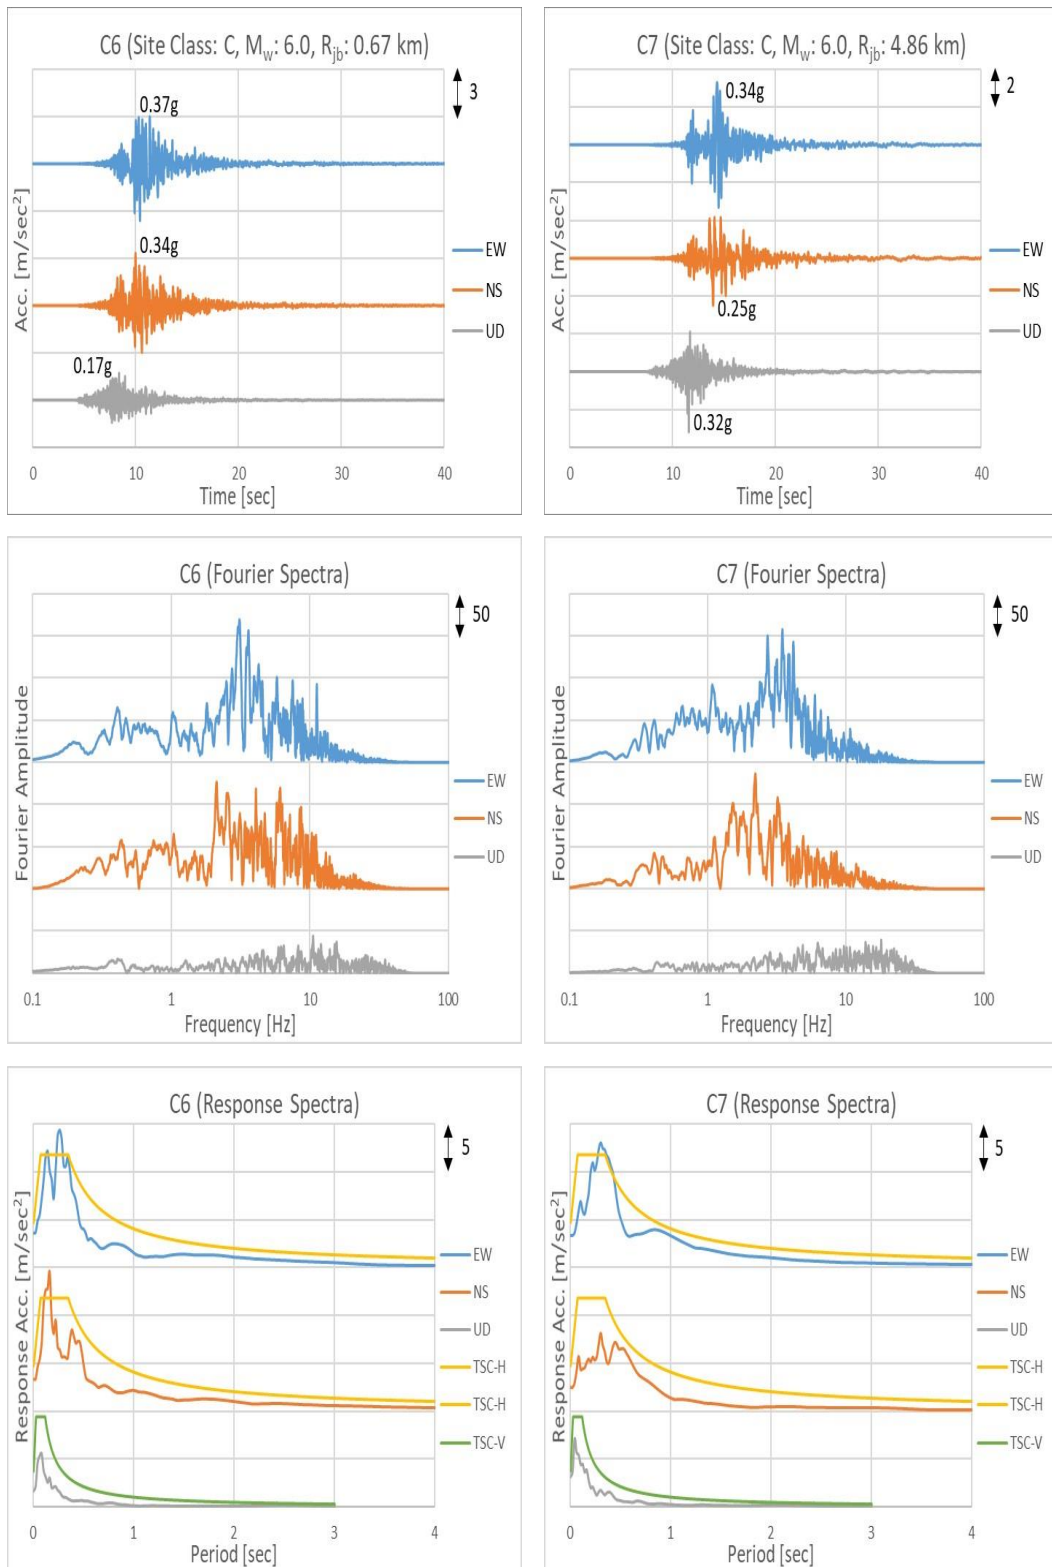 C6 (Site Class: C, Mw: 6.0, Rjb: 0.67 km)
3
0.37g
0.34g
0.17g
Acc. [m/sec²]
EW
NS
UD
0 10 20 30 40
Time [sec]
C7 (Site Class: C, Mw: 6.0, Rjb: 4.86 km)
2
0.34g
0.25g
0.32g
Acc. [m/sec²]
EW
NS
UD
0 10 20 30 40
Time [sec]
C6 (Fourier Spectra)
50
Fourier Amplitude
EW
NS
UD
0.1 1 10 100
Frequency [Hz]
C7 (Fourier Spectra)
50
Fourier Amplitude
EW
NS
UD
0.1 1 10 100
Frequency [Hz]
C6 (Response Spectra)
5
Response Acc. [m/sec²]
EW
NS
UD
TSC-H
TSC-H
TSC-V
0 1 2 3 4
Period [sec]
C7 (Response Spectra)
5
Response Acc. [m/sec²]
EW
NS
UD
TSC-H
TSC-H
TSC-V
0 1 2 3 4
Period [sec]